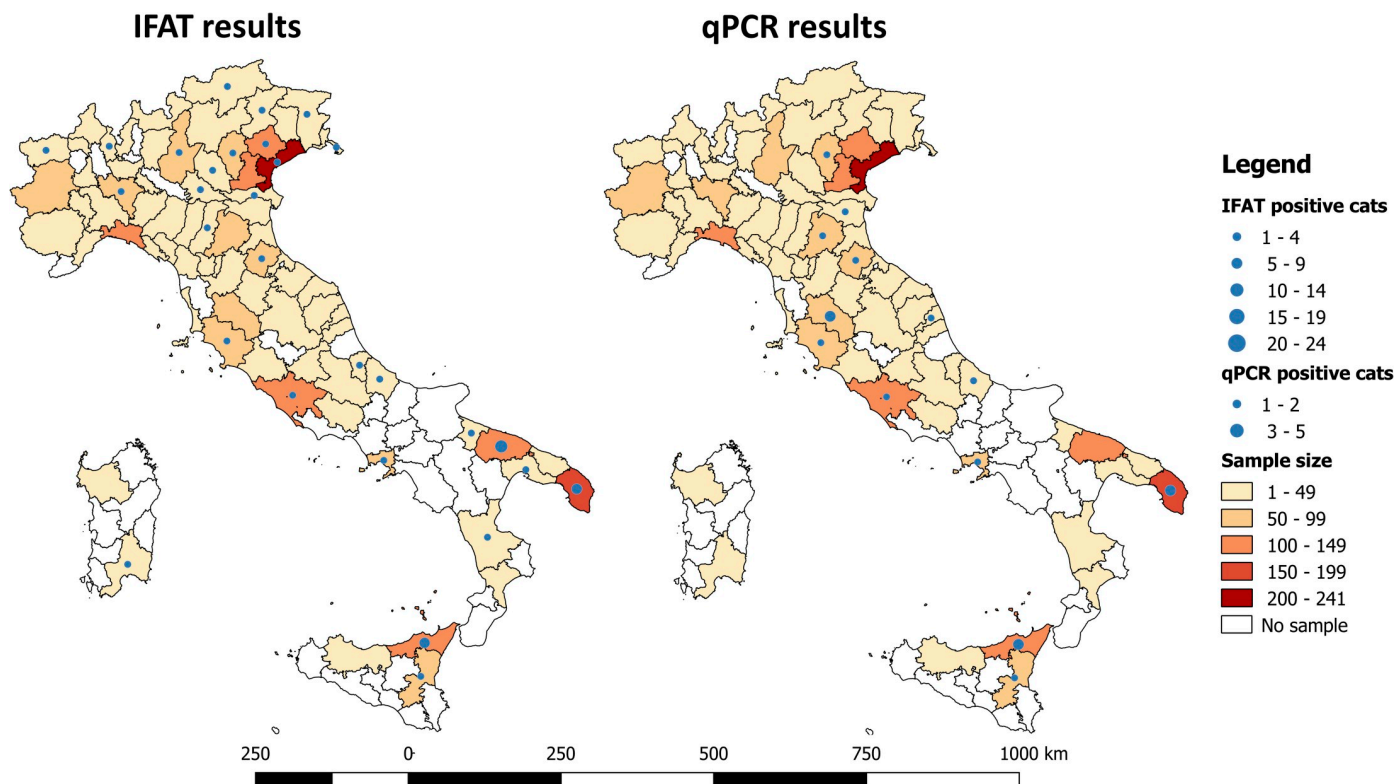 IFAT results
qPCR results
Legend
IFAT positive cats
1 - 4
5 - 9
10 - 14
15 - 19
20 - 24
qPCR positive cats
1 - 2
3 - 5
Sample size
1 - 49
50 - 99
100 - 149
150 - 199
200 - 241
No sample
250 0 250 500 750 1000 km